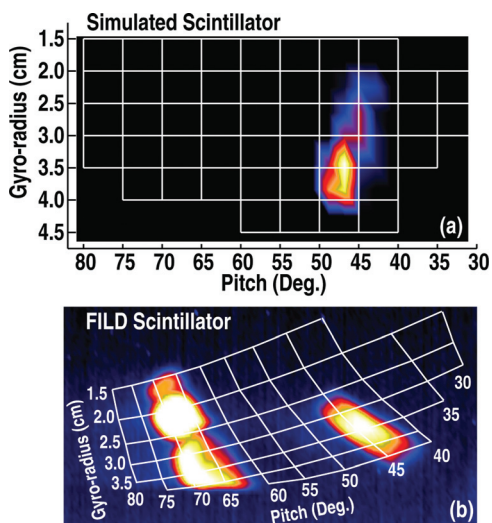 Simulated Scintillator
1.5
2.0
2.5
3.0
3.5
4.0
4.5
Gyro-radius (cm)
(a)
80 75 70 65 60 55 50 45 40 35 30
Pitch (Deg.)
FILD Scintillator
1.5
2.0
2.5
3.0
3.5
Gyro-radius (cm)
80 75 70 65 60 55 50 45 40 35 30
Pitch (Deg.)
(b)